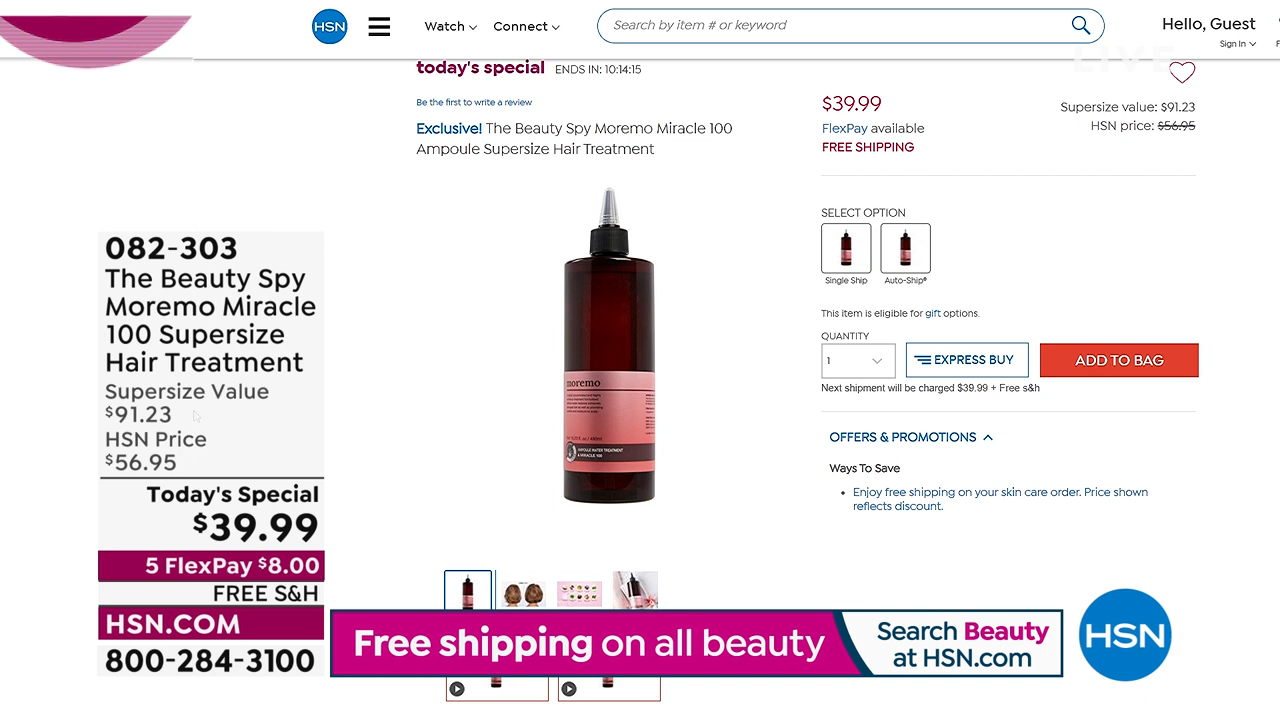 HSN
Watch
Connect
Search by item # or keyword
Hello, Guest
Sign In
LIVE
today's special ENDS IN: 10:14:15
Be the first to write a review
Exclusive! The Beauty Spy Moremo Miracle 100
Ampoule Supersize Hair Treatment
$39.99
FlexPay available
FREE SHIPPING
Supersize value: $91.23
HSN price: $56.95
SELECT OPTION
Single Ship
Auto-Ship®
This item is eligible for gift options.
QUANTITY
1
EXPRESS BUY
ADD TO BAG
Next shipment will be charged $39.99 + Free s&h
OFFERS & PROMOTIONS
Ways To Save
• Enjoy free shipping on your skin care order. Price shown
reflects discount.
moremo
AMPOULE WATER TREATMENT
& MIRACLE 100
082-303
The Beauty Spy
Moremo Miracle
100 Supersize
Hair Treatment
Supersize Value
$91.23
HSN Price
$56.95
Today's Special
$39.99
5 FlexPay $8.00
FREE S&H
HSN.COM
800-284-3100
Free shipping on all beauty
Search Beauty
at HSN.com
HSN